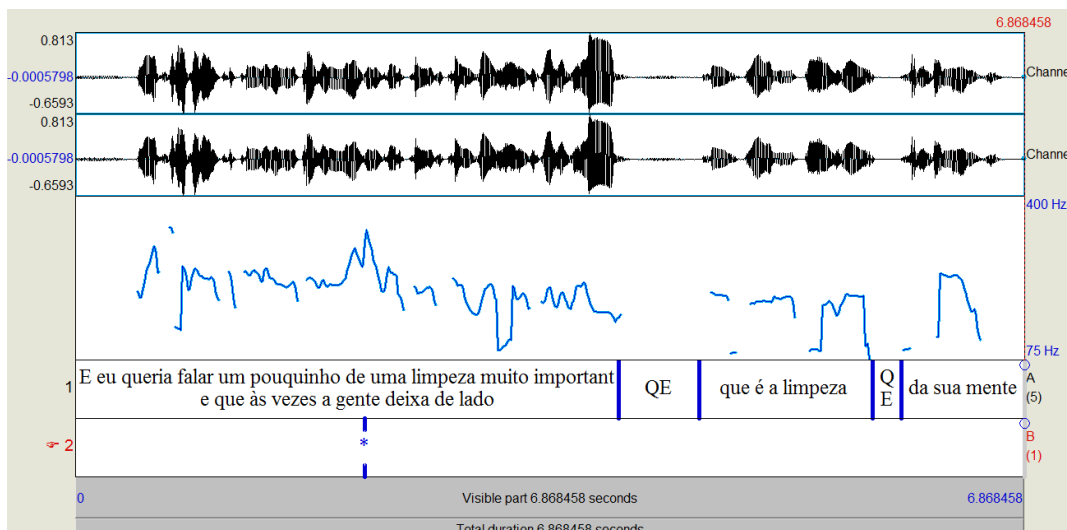 6.868458
0.813
-0.0005798
-0.6593
Channe
0.813
-0.0005798
-0.6593
Channe
400 Hz
75 Hz
1
E eu queria falar um pouquinho de uma limpeza muito important
e que às vezes a gente deixa de lado
QE
que é a limpeza
Q
E
da sua mente
A
(5)
2
*
B
(1)
0
Visible part 6.868458 seconds
6.868458
Total duration 6.868458 seconds